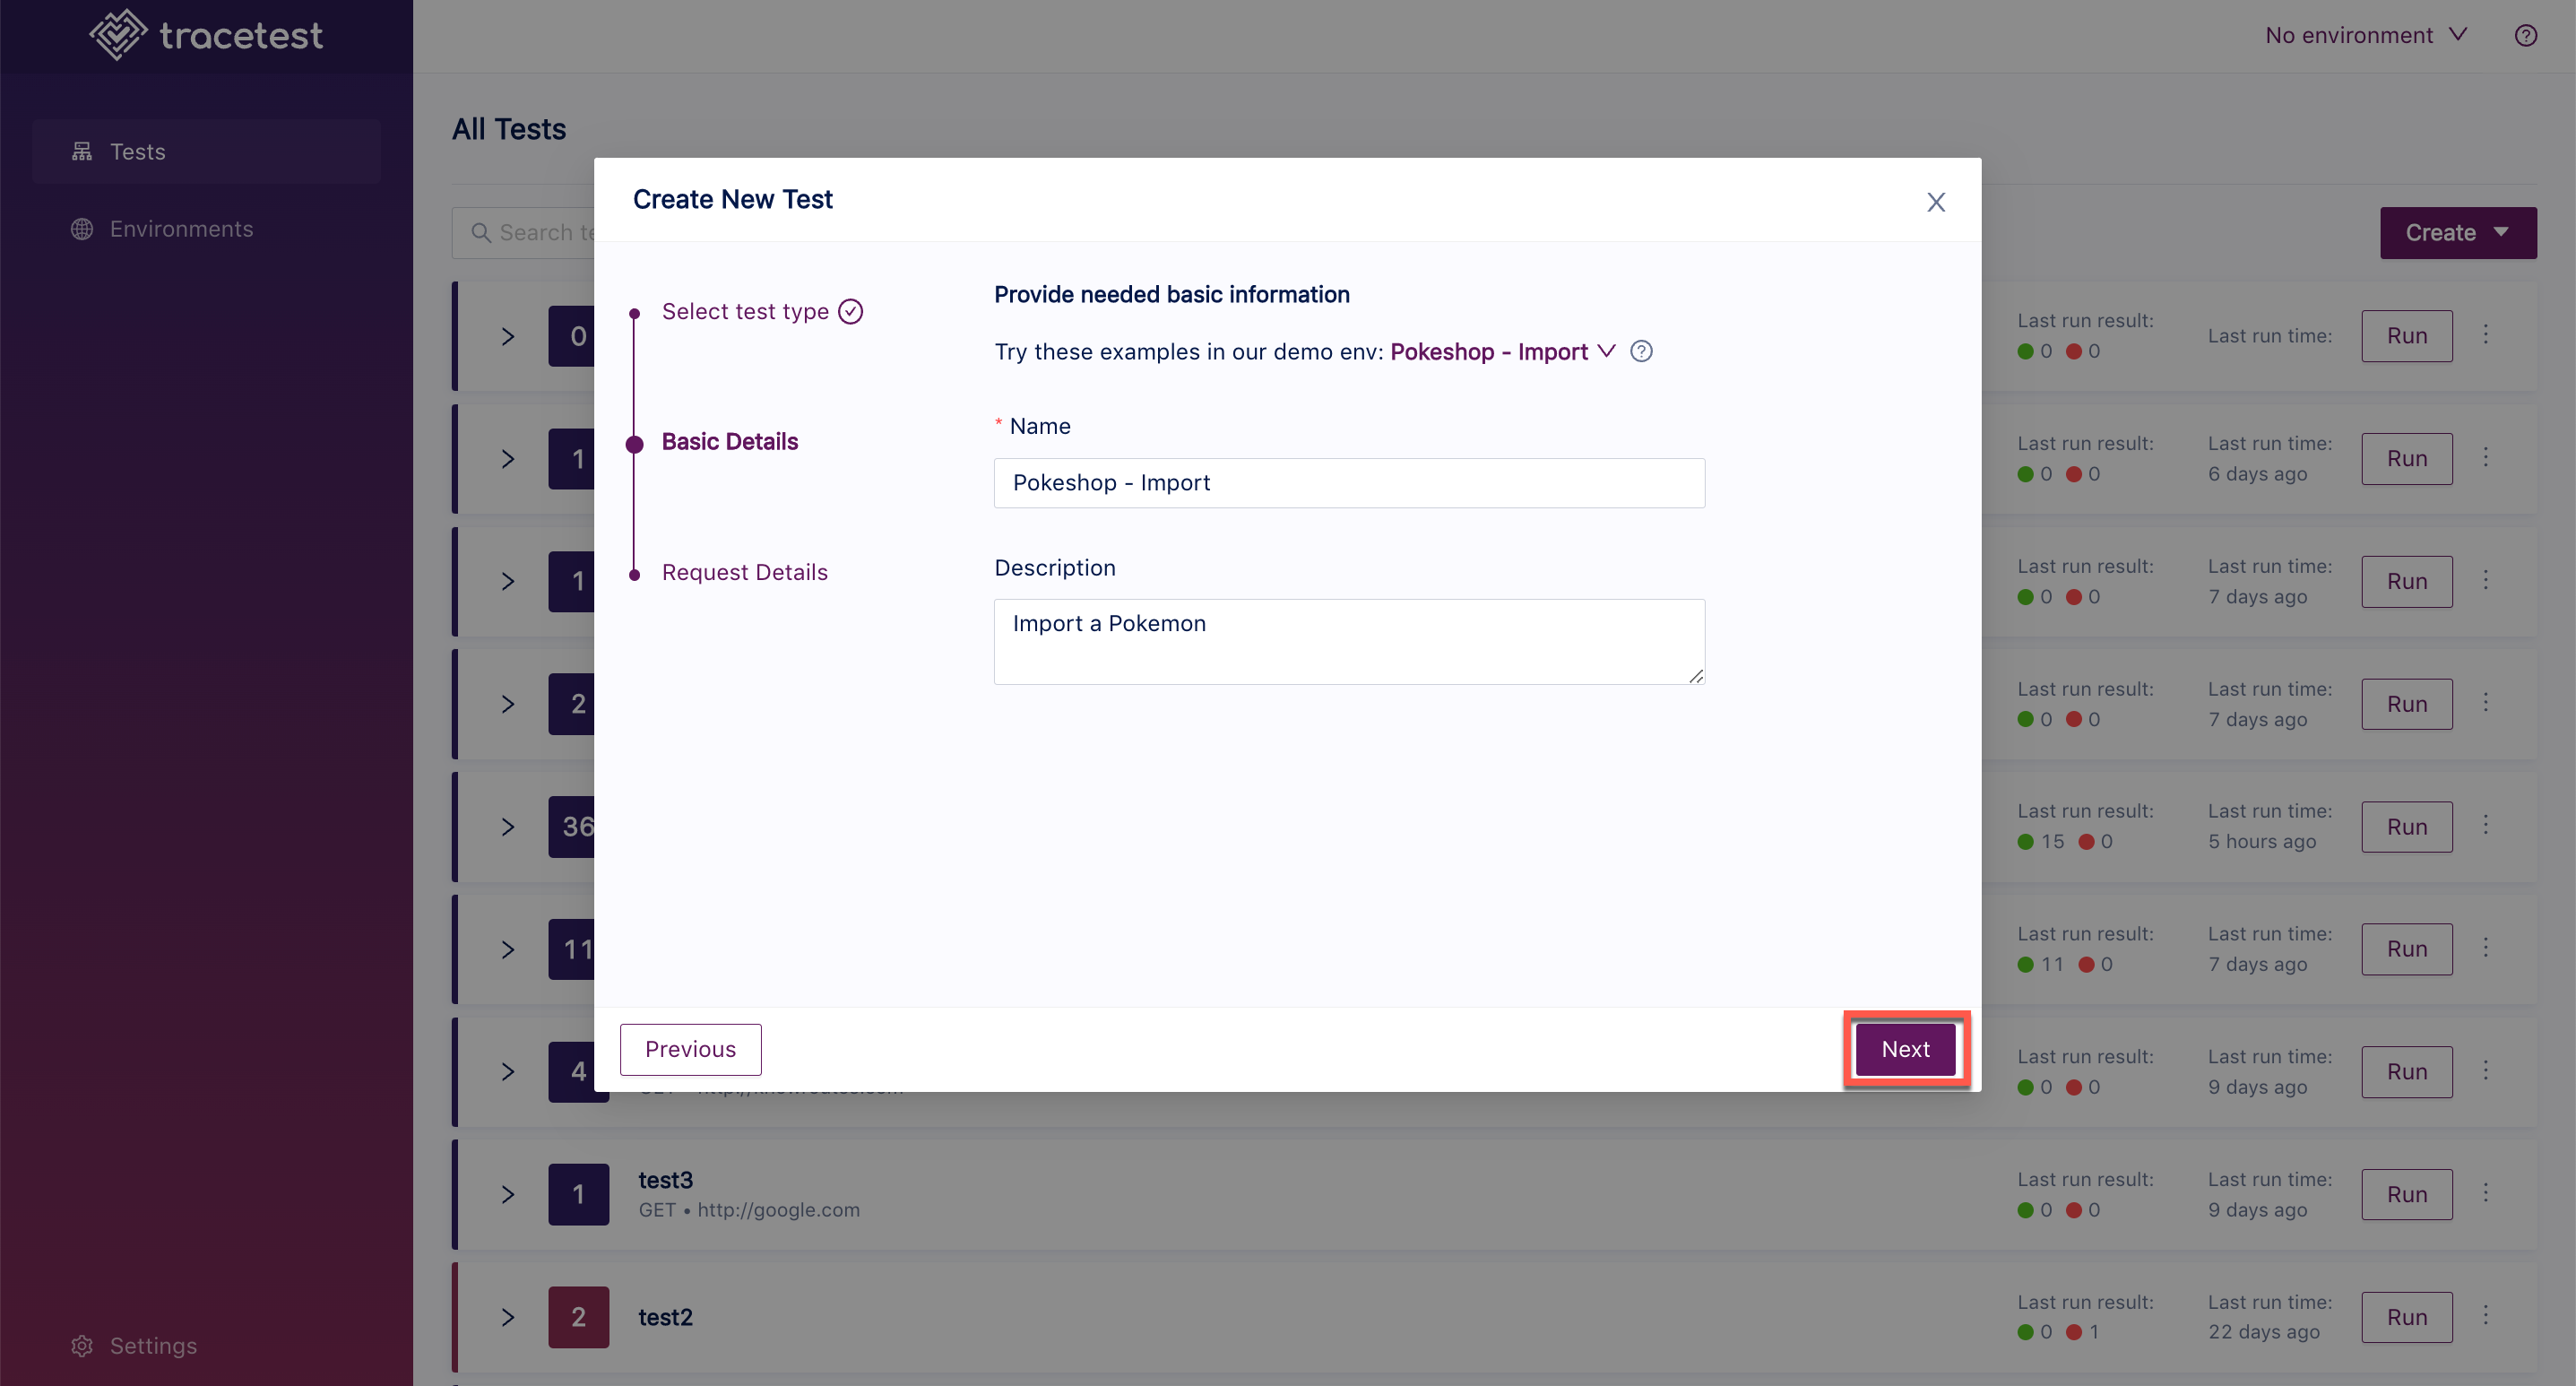 tracetest
No environment
Tests
Environments
Settings
All Tests
Search te
Create
Create New Test
X
Select test type
Basic Details
Request Details
Provide needed basic information
Try these examples in our demo env: Pokeshop - Import
* Name
Pokeshop - Import
Description
Import a Pokemon
Previous
Next
0
Last run result:
0 0
Last run time:
Run
1
Last run result:
0 0
Last run time:
6 days ago
Run
1
Last run result:
0 0
Last run time:
7 days ago
Run
2
Last run result:
0 0
Last run time:
7 days ago
Run
36
Last run result:
15 0
Last run time:
5 hours ago
Run
11
Last run result:
11 0
Last run time:
7 days ago
Run
4
Last run result:
0 0
Last run time:
9 days ago
Run
1
test3
GET • http://google.com
Last run result:
0 0
Last run time:
9 days ago
Run
2
test2
Last run result:
0 1
Last run time:
22 days ago
Run